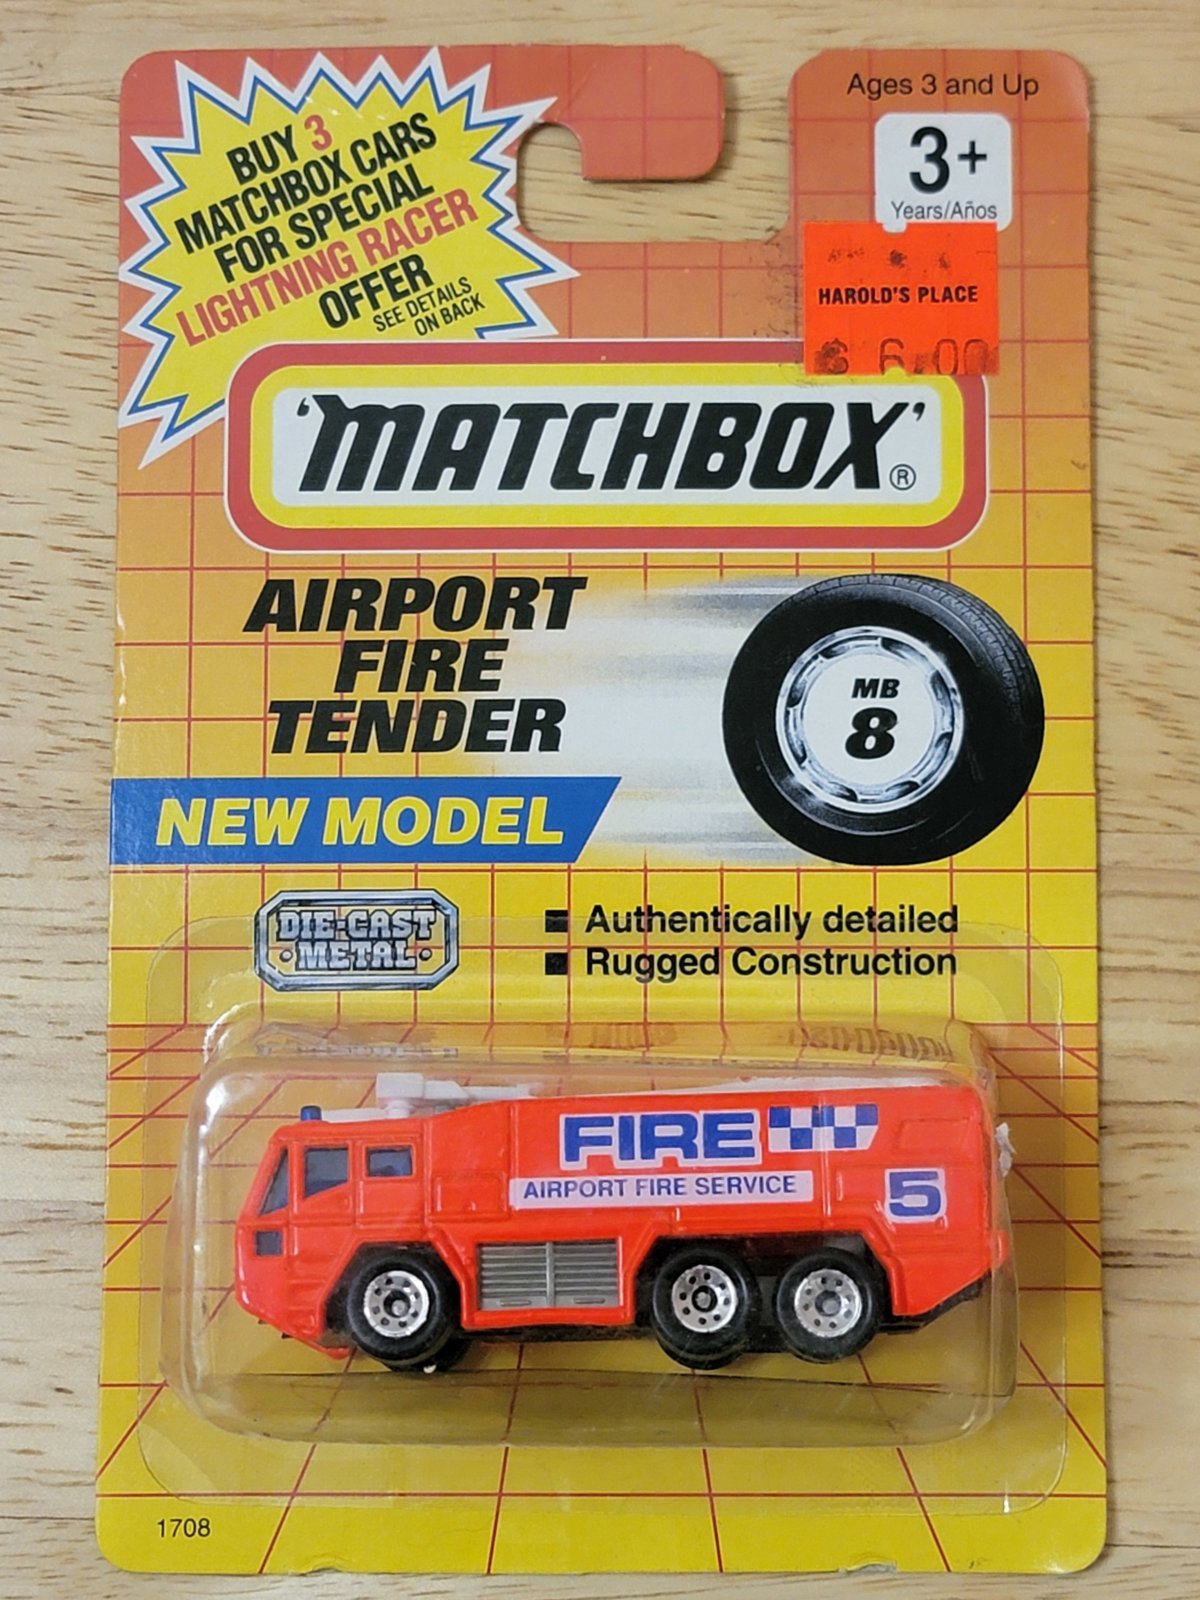 BUY 3
MATCHBOX CARS
FOR SPECIAL
LIGHTNING RACER
OFFER
SEE DETAILS
ON BACK
Ages 3 and Up
3+
Years/Años
HAROLD'S PLACE
6.00
'MATCHBOX'®
AIRPORT
FIRE
TENDER
MB
8
NEW MODEL
DIE-CAST
·METAL·
■ Authentically detailed
■ Rugged Construction
FIRE
AIRPORT FIRE SERVICE
5
1708